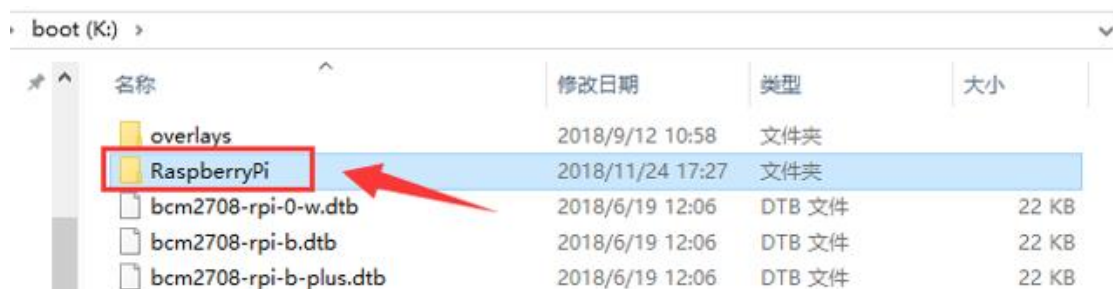 boot (K:)
名称 修改日期 类型 大小
overlays 2018/9/12 10:58 文件夹
RaspberryPi 2018/11/24 17:27 文件夹
bcm2708-rpi-0-w.dtb 2018/6/19 12:06 DTB 文件 22 KB
bcm2708-rpi-b.dtb 2018/6/19 12:06 DTB 文件 22 KB
bcm2708-rpi-b-plus.dtb 2018/6/19 12:06 DTB 文件 22 KB